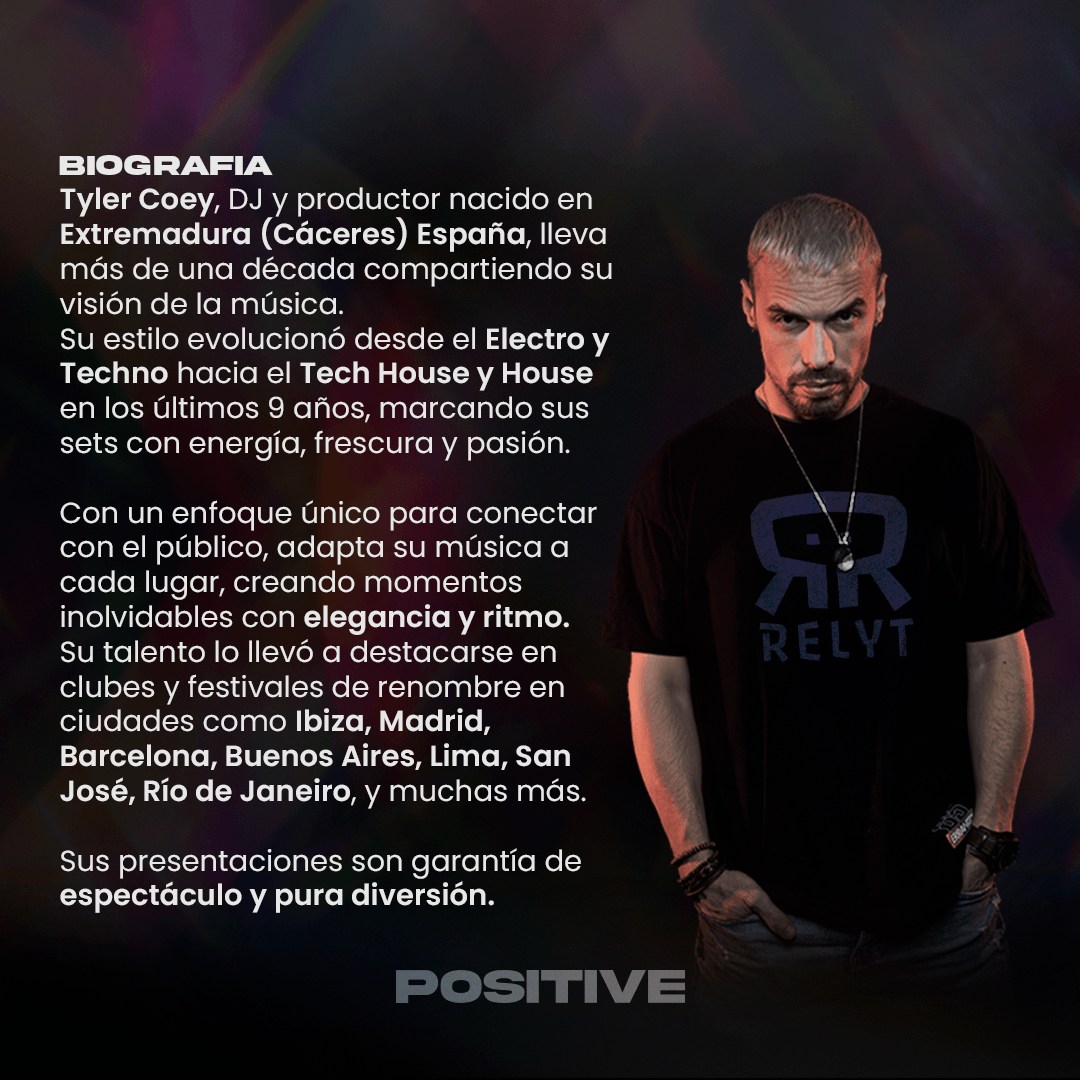 BIOGRAFIA
Tyler Coey, DJ y productor nacido en
Extremadura (Cáceres) España, lleva
más de una década compartiendo su
visión de la música.
Su estilo evolucionó desde el Electro y
Techno hacia el Tech House y House
en los últimos 9 años, marcando sus
sets con energía, frescura y pasión.
Con un enfoque único para conectar
con el público, adapta su música a
cada lugar, creando momentos
inolvidables con elegancia y ritmo.
Su talento lo llevó a destacarse en
clubes y festivales de renombre en
ciudades como Ibiza, Madrid,
Barcelona, Buenos Aires, Lima, San
José, Río de Janeiro, y muchas más.
Sus presentaciones son garantía de
espectáculo y pura diversión.
RELYT
POSITIVE